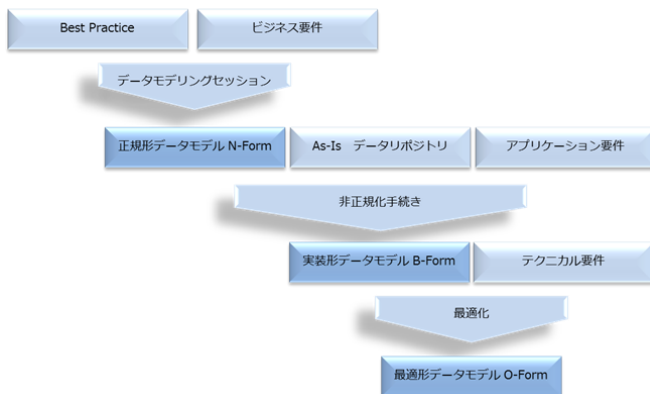 Best Practice
ビジネス要件
データモデリングセッション
正規形データモデル N-Form
As-Is　データリポジトリ
アプリケーション要件
非正規化手続き
実装形データモデル B-Form
テクニカル要件
最適化
最適形データモデル O-Form